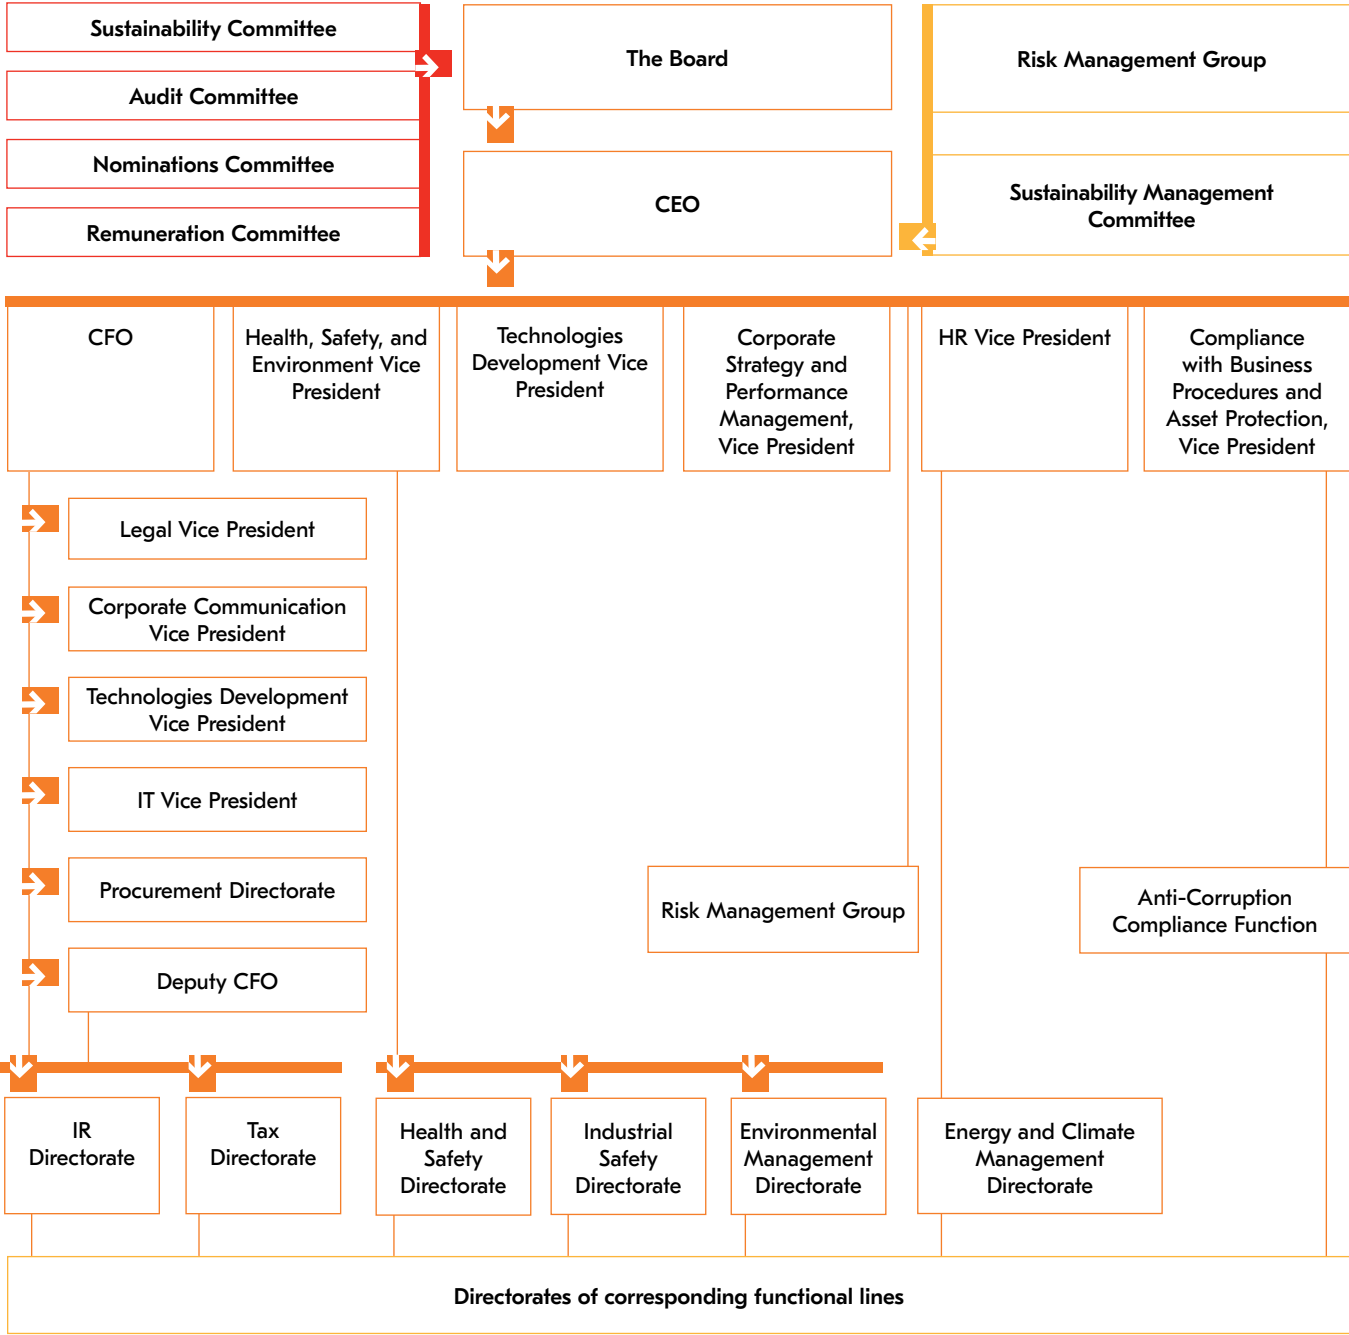 Sustainability Committee
Audit Committee
Nominations Committee
Remuneration Committee
The Board
CEO
Risk Management Group
Sustainability Management
Committee
CFO
Health, Safety, and
Environment Vice
President
Technologies
Development Vice
President
Corporate
Strategy and
Performance
Management,
Vice President
HR Vice President
Compliance
with Business
Procedures and
Asset Protection,
Vice President
Legal Vice President
Corporate Communication
Vice President
Technologies Development
Vice President
IT Vice President
Procurement Directorate
Deputy CFO
Risk Management Group
Anti-Corruption
Compliance Function
IR
Directorate
Tax
Directorate
Health and
Safety
Directorate
Industrial
Safety
Directorate
Environmental
Management
Directorate
Energy and Climate
Management
Directorate
Directorates of corresponding functional lines